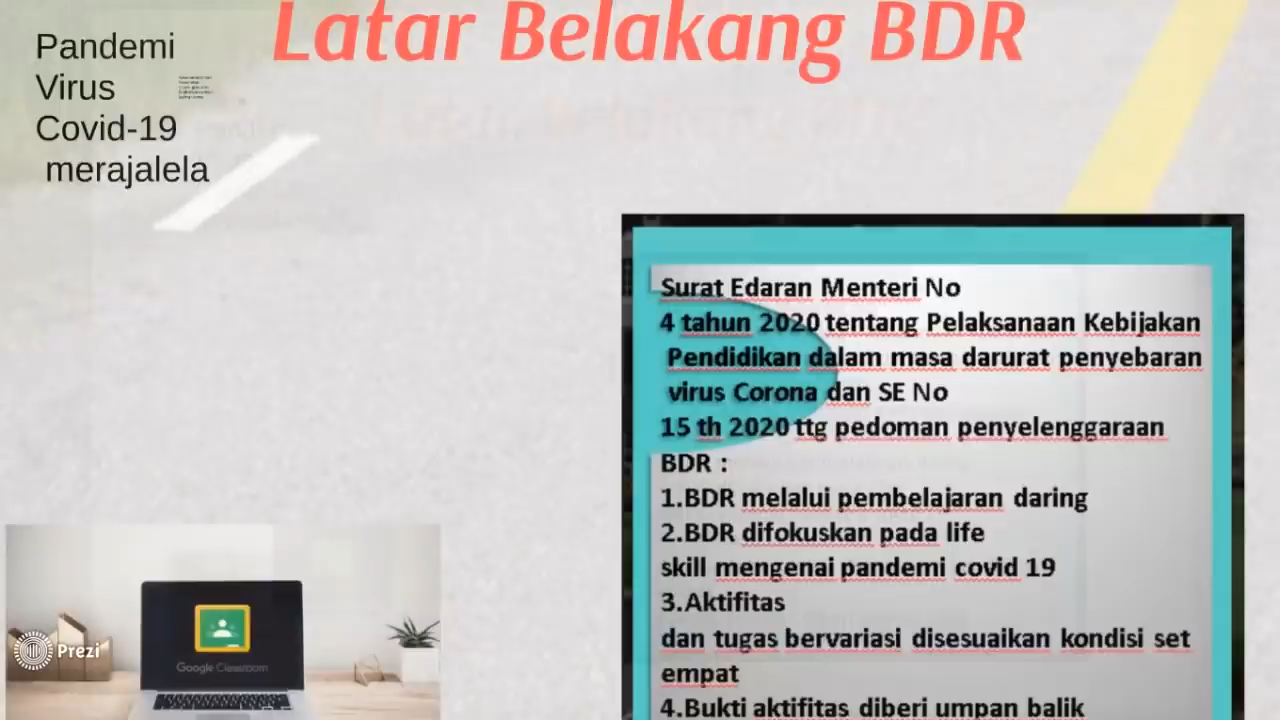 Latar Belakang BDR
Pandemi
Virus
Covid-19
merajalela
Surat Edaran Menteri No
4 tahun 2020 tentang Pelaksanaan Kebijakan
Pendidikan dalam masa darurat penyebaran
virus Corona dan SE No
15 th 2020 ttg pedoman penyelenggaraan
BDR :
1.BDR melalui pembelajaran daring
2.BDR difokuskan pada life
skill mengenai pandemi covid 19
3.Aktifitas
dan tugas bervariasi disesuaikan kondisi set
empat
4.Bukti aktifitas diberi umpan balik
Google Classroom
Prezi